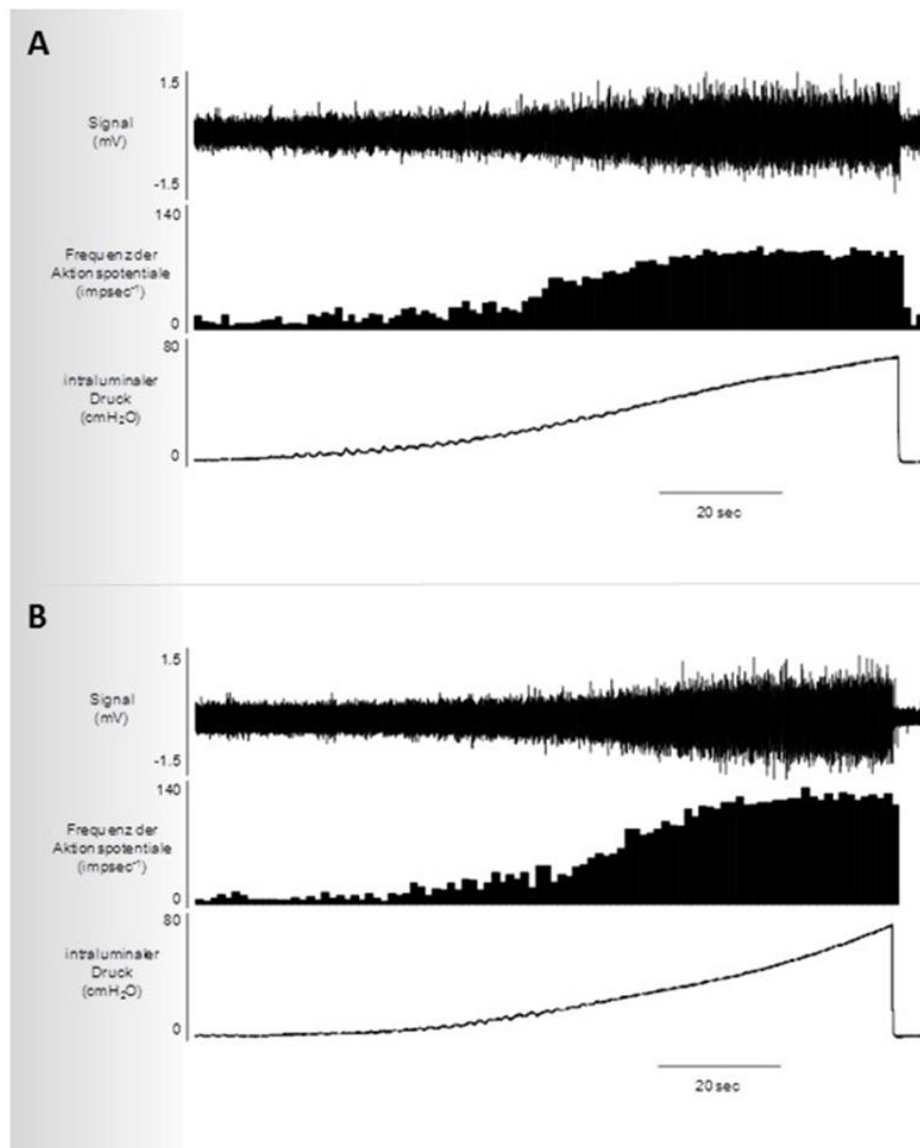 A
1.5
Signal
(mV)
-1.5
140
Frequenz der
Aktionspotentiale
(impsec⁻¹)
0
80
intraluminaler
Druck
(cmH₂O)
0
20 sec
B
1.5
Signal
(mV)
-1.5
140
Frequenz der
Aktionspotentiale
(impsec⁻¹)
0
80
intraluminaler
Druck
(cmH₂O)
0
20 sec